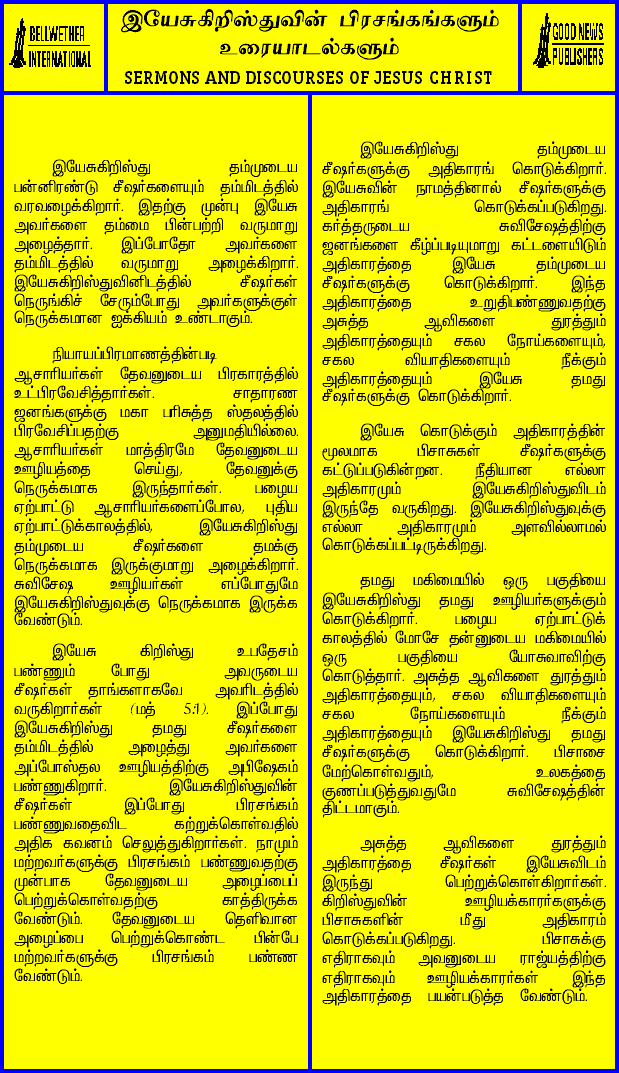 BELLWETHER
INTERNATIONAL
இயேசுகிறிஸ்துவின் பிரசங்கங்களும்
உரையாடல்களும்
SERMONS AND DISCOURSES OF JESUS CHRIST
GOOD NEWS
PUBLISHERS
இயேசுகிறிஸ்து தம்முடைய
பன்னிரண்டு சீஷர்களையும் தம்மிடத்தில்
வரவழைக்கிறார். இதற்கு முன்பு இயேசு
அவர்களை தம்மை பின்பற்றி வருமாறு
அழைத்தார். இப்போதோ அவர்களை
தம்மிடத்தில் வருமாறு அழைக்கிறார்.
இயேசுகிறிஸ்துவினிடத்தில் சீஷர்கள்
நெருங்கிச் சேரும்போது அவர்களுக்குள்
நெருக்கமான ஐக்கியம் உண்டாகும்.
நியாயப்பிரமாணத்தின்படி
ஆசாரியர்கள் தேவனுடைய பிரகாரத்தில்
உட்பிரவேசித்தார்கள். சாதாரண
ஜனங்களுக்கு மகா பரிசுத்த ஸ்தலத்தில்
பிரவேசிப்பதற்கு அனுமதியில்லை.
ஆசாரியர்கள் மாத்திரமே தேவனுடைய
ஊழியத்தை செய்து, தேவனுக்கு
நெருக்கமாக இருந்தார்கள். பழைய
ஏற்பாட்டு ஆசாரியர்களைப்போல, புதிய
ஏற்பாட்டுக்காலத்தில், இயேசுகிறிஸ்து
தம்முடைய சீஷர்களை தமக்கு
நெருக்கமாக இருக்குமாறு அழைக்கிறார்.
சுவிசேஷ ஊழியர்கள் எப்போதுமே
இயேசுகிறிஸ்துவுக்கு நெருக்கமாக இருக்க
வேண்டும்.
இயேசு கிறிஸ்து உபதேசம்
பண்ணும் போது அவருடைய
சீஷர்கள் தாங்களாகவே அவரிடத்தில்
வருகிறார்கள் (மத் 5:1). இப்போது
இயேசுகிறிஸ்து தமது சீஷர்களை
தம்மிடத்தில் அழைத்து அவர்களை
அப்போஸ்தல ஊழியத்திற்கு அபிஷேகம்
பண்ணுகிறார். இயேசுகிறிஸ்துவின்
சீஷர்கள் இப்போது பிரசங்கம்
பண்ணுவதைவிட கற்றுக்கொள்வதில்
அதிக கவனம் செலுத்துகிறார்கள். நாமும்
மற்றவர்களுக்கு பிரசங்கம் பண்ணுவதற்கு
முன்பாக தேவனுடைய அழைப்பைப்
பெற்றுக்கொள்வதற்கு காத்திருக்க
வேண்டும். தேவனுடைய தெளிவான
அழைப்பை பெற்றுக்கொண்ட பின்பே
மற்றவர்களுக்கு பிரசங்கம் பண்ண
வேண்டும்.
இயேசுகிறிஸ்து தம்முடைய
சீஷர்களுக்கு அதிகாரங் கொடுக்கிறார்.
இயேசுவின் நாமத்தினால் சீஷர்களுக்கு
அதிகாரங் கொடுக்கப்படுகிறது.
கர்த்தருடைய சுவிசேஷத்திற்கு
ஜனங்களை கீழ்ப்படியுமாறு கட்டளையிடும்
அதிகாரத்தை இயேசு தம்முடைய
சீஷர்களுக்கு கொடுக்கிறார். இந்த
அதிகாரத்தை உறுதிபண்ணுவதற்கு
அசுத்த ஆவிகளை துரத்தும்
அதிகாரத்தையும் சகல நோய்களையும்,
சகல வியாதிகளையும் நீக்கும்
அதிகாரத்தையும் இயேசு தமது
சீஷர்களுக்கு கொடுக்கிறார்.
இயேசு கொடுக்கும் அதிகாரத்தின்
மூலமாக பிசாசுகள் சீஷர்களுக்கு
கட்டுப்படுகின்றன. நீதியான எல்லா
அதிகாரமும் இயேசுகிறிஸ்துவிடம்
இருந்தே வருகிறது. இயேசுகிறிஸ்துவுக்கு
எல்லா அதிகாரமும் அளவில்லாமல்
கொடுக்கப்பட்டிருக்கிறது.
தமது மகிமையில் ஒரு பகுதியை
இயேசுகிறிஸ்து தமது ஊழியர்களுக்கும்
கொடுக்கிறார். பழைய ஏற்பாட்டுக்
காலத்தில் மோசே தன்னுடைய மகிமையில்
ஒரு பகுதியை யோசுவாவிற்கு
கொடுத்தார். அசுத்த ஆவிகளை துரத்தும்
அதிகாரத்தையும், சகல வியாதிகளையும்
சகல நோய்களையும் நீக்கும்
அதிகாரத்தையும் இயேசுகிறிஸ்து தமது
சீஷர்களுக்கு கொடுக்கிறார். பிசாசை
மேற்கொள்வதும், உலகத்தை
குணப்படுத்துவதுமே சுவிசேஷத்தின்
திட்டமாகும்.
அசுத்த ஆவிகளை துரத்தும்
அதிகாரத்தை சீஷர்கள் இயேசுவிடம்
இருந்து பெற்றுக்கொள்கிறார்கள்.
கிறிஸ்துவின் ஊழியக்காரர்களுக்கு
பிசாசுகளின் மீது அதிகாரம்
கொடுக்கப்படுகிறது. பிசாசுக்கு
எதிராகவும் அவனுடைய ராஜ்யத்திற்கு
எதிராகவும் ஊழியக்காரர்கள் இந்த
அதிகாரத்தை பயன்படுத்த வேண்டும்.